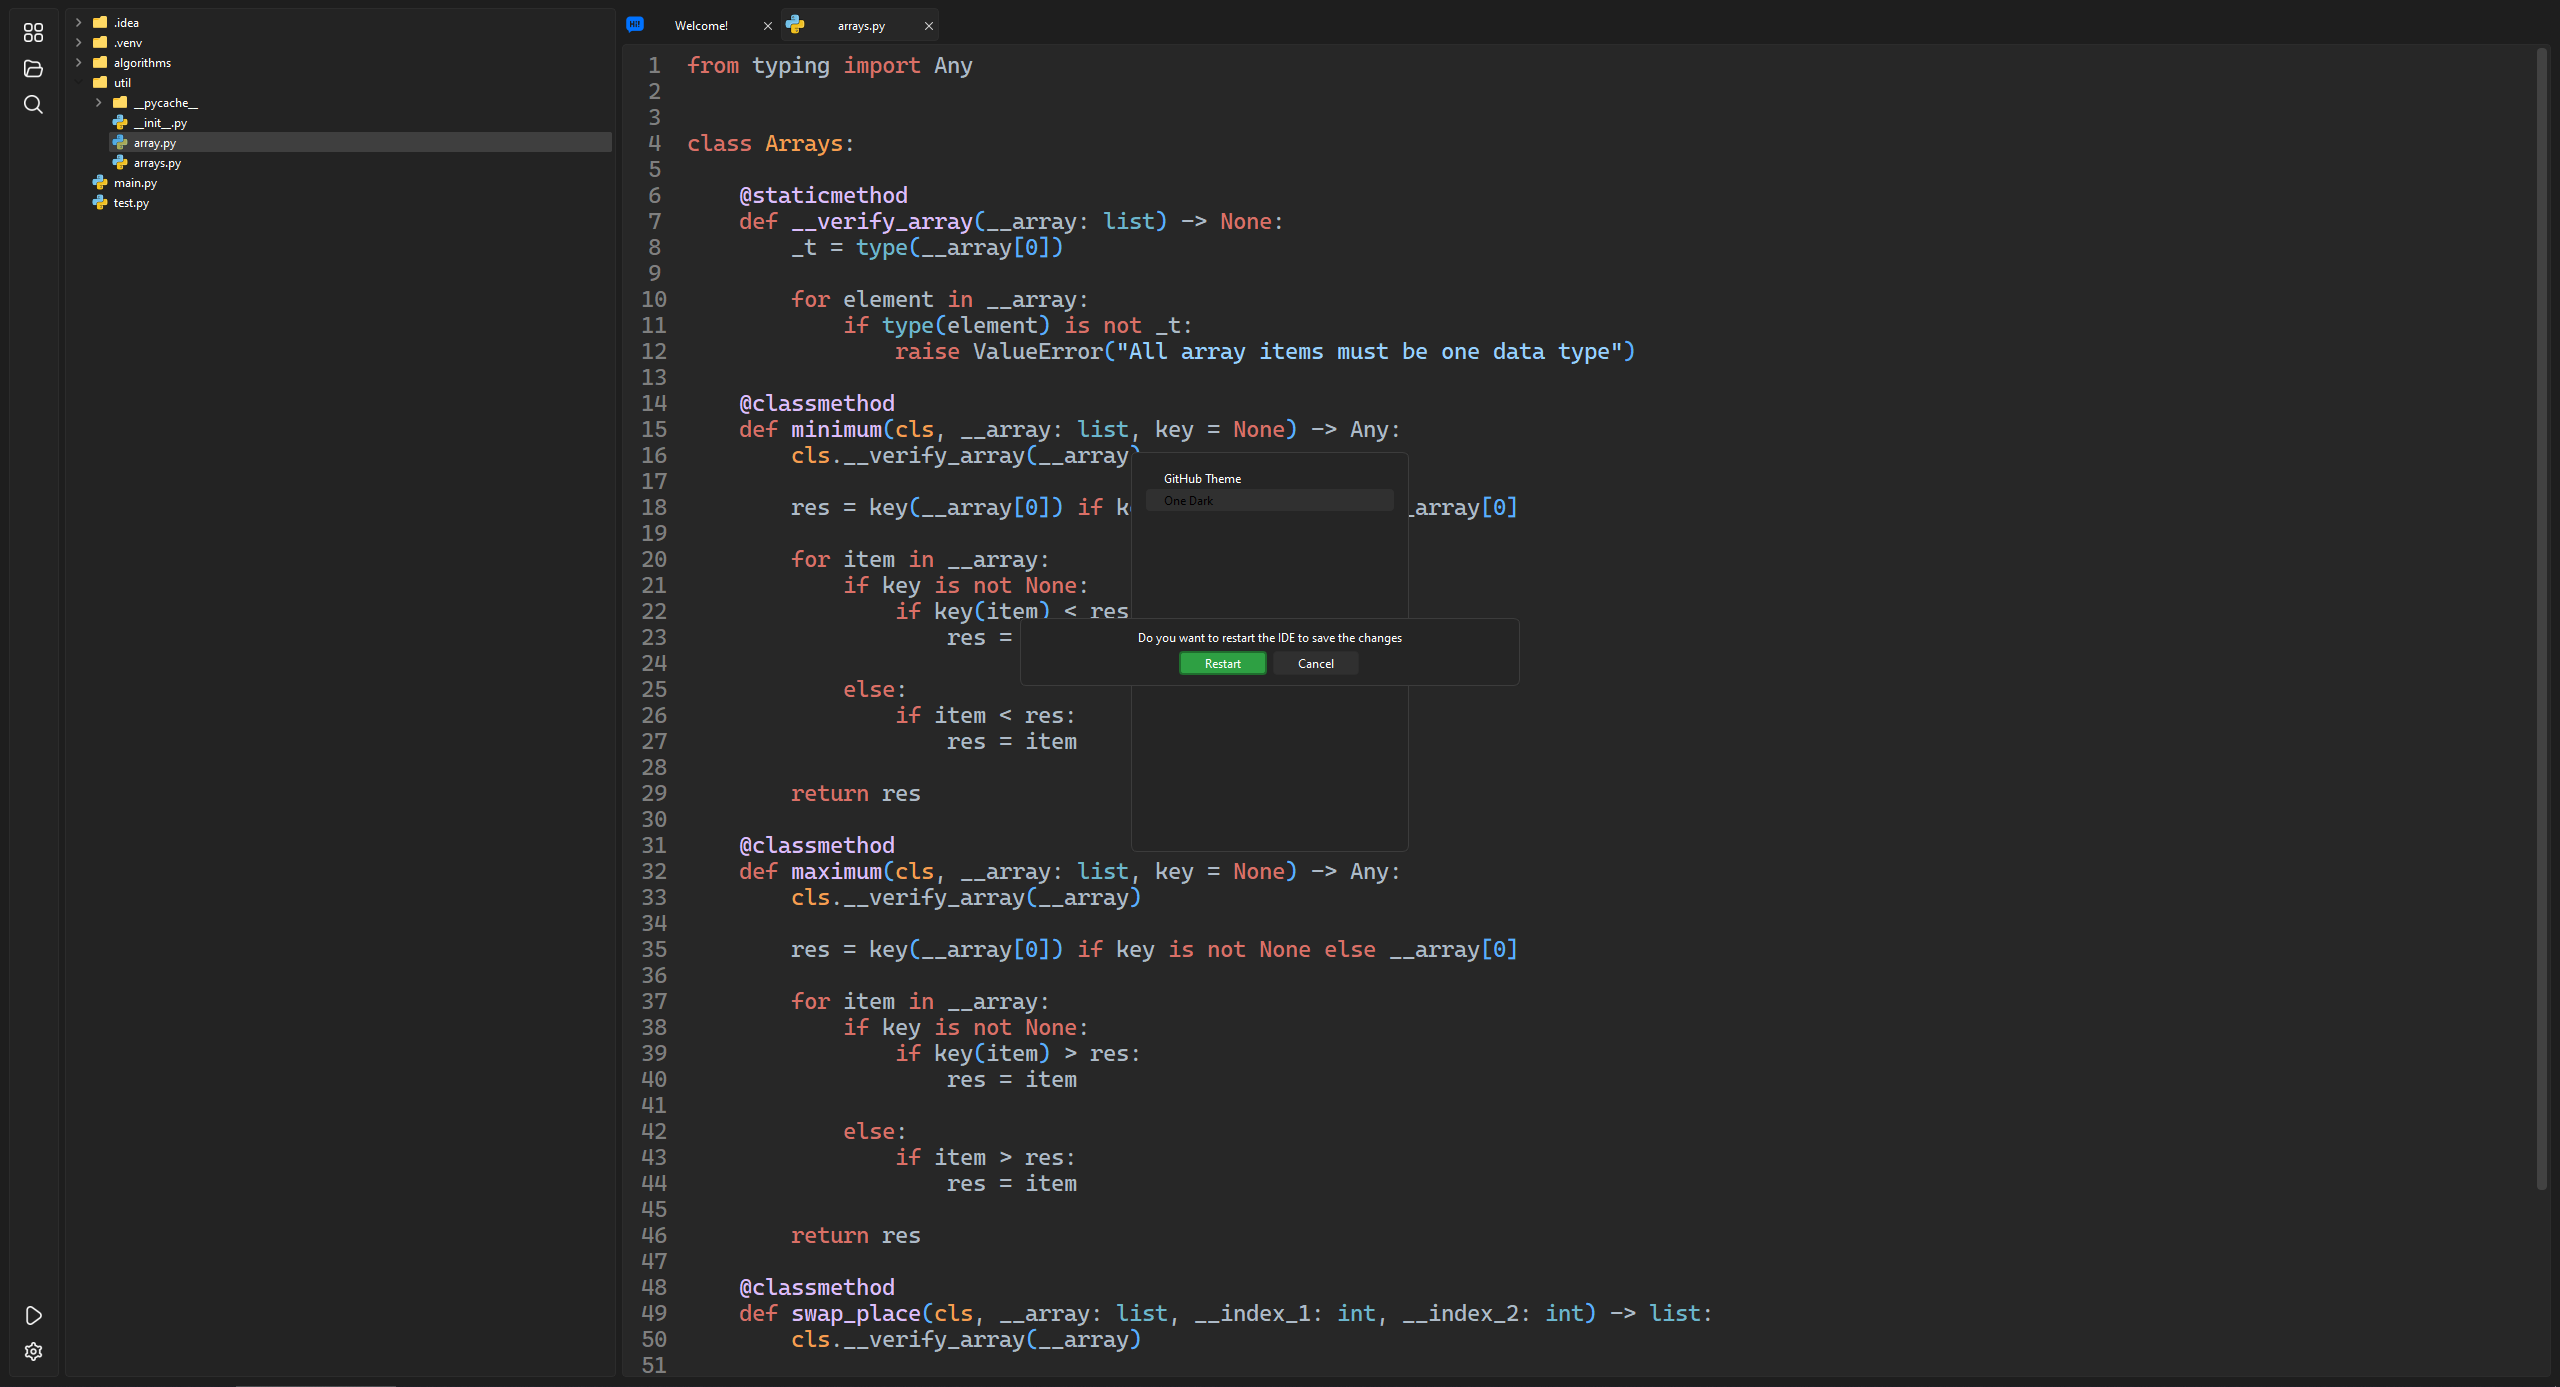 .idea
.venv
algorithms
util
__pycache__
__init__.py
array.py
arrays.py
main.py
test.py
Hi!
Welcome!
arrays.py
1 from typing import Any
2
3
4 class Arrays:
5
6 @staticmethod
7 def __verify_array(__array: list) -> None:
8 _t = type(__array[0])
9
10 for element in __array:
11 if type(element) is not _t:
12 raise ValueError("All array items must be one data type")
13
14 @classmethod
15 def minimum(cls, __array: list, key = None) -> Any:
16 cls.__verify_array(__array)
17
18 res = key(__array[0]) if k _array[0]
19
20 for item in __array:
21 if key is not None:
22 if key(item) < res
23 res =
24
25 else:
26 if item < res:
27 res = item
28
29 return res
30
31 @classmethod
32 def maximum(cls, __array: list, key = None) -> Any:
33 cls.__verify_array(__array)
34
35 res = key(__array[0]) if key is not None else __array[0]
36
37 for item in __array:
38 if key is not None:
39 if key(item) > res:
40 res = item
41
42 else:
43 if item > res:
44 res = item
45
46 return res
47
48 @classmethod
49 def swap_place(cls, __array: list, __index_1: int, __index_2: int) -> list:
50 cls.__verify_array(__array)
51
GitHub Theme
One Dark
Do you want to restart the IDE to save the changes
Restart
Cancel